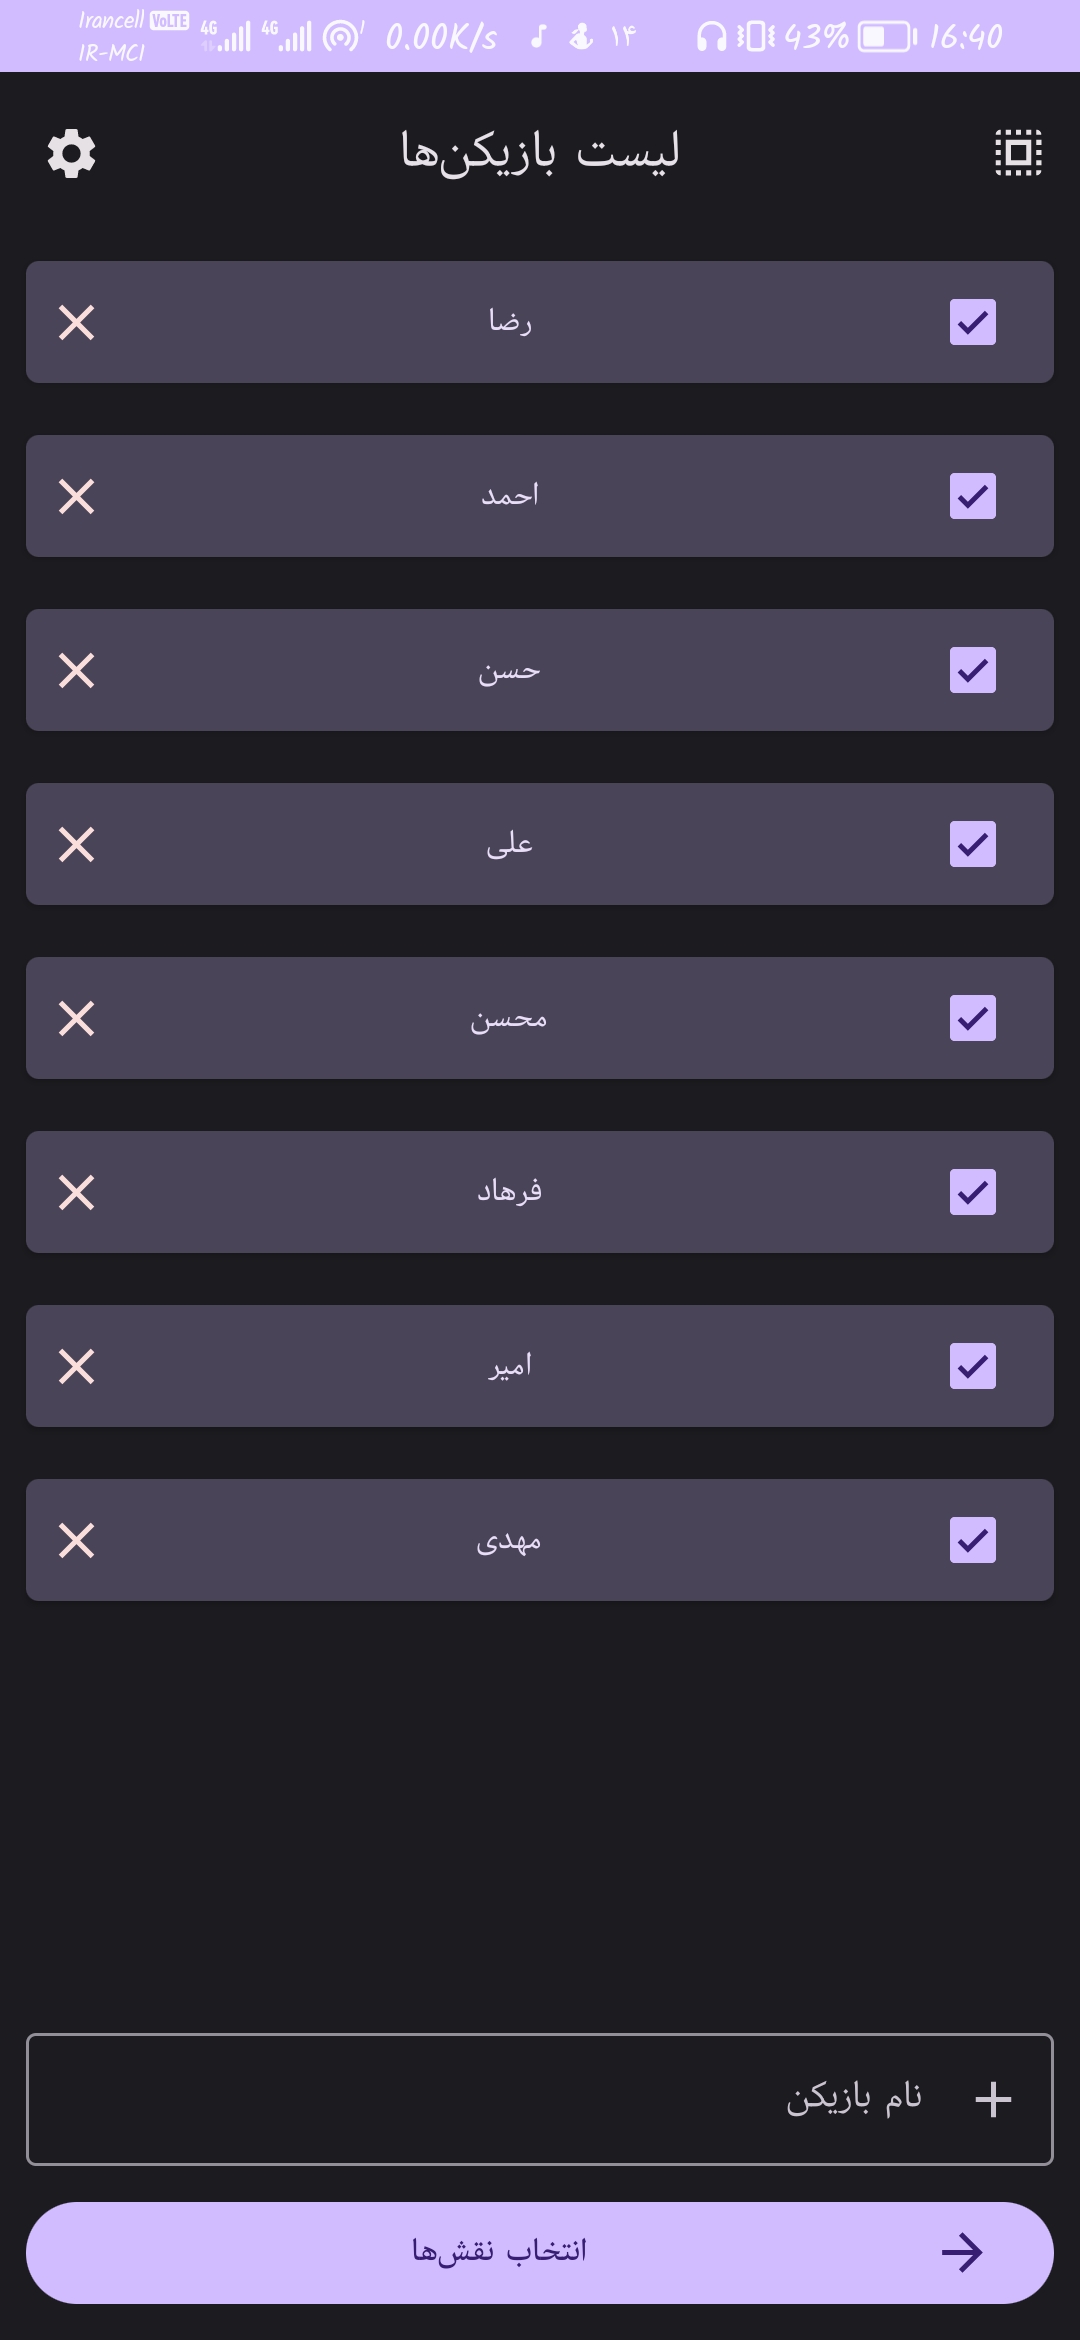 Irancell VoLTE
IR-MCI
4G 4G 0.00K/s ۱۴ 43% 16:40
لیست بازیکن‌ها
رضا
احمد
حسن
علی
محسن
فرهاد
امیر
مهدی
نام بازیکن
انتخاب نقش‌ها